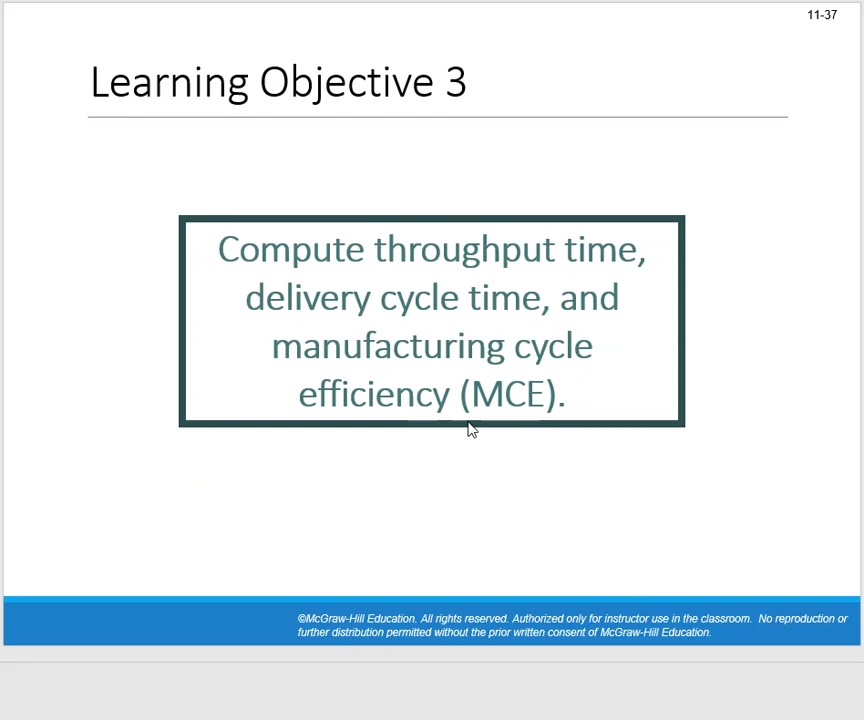 11-37
Learning Objective 3
Compute throughput time,
delivery cycle time, and
manufacturing cycle
efficiency (MCE).
©McGraw-Hill Education. All rights reserved. Authorized only for instructor use in the classroom. No reproduction or
further distribution permitted without the prior written consent of McGraw-Hill Education.